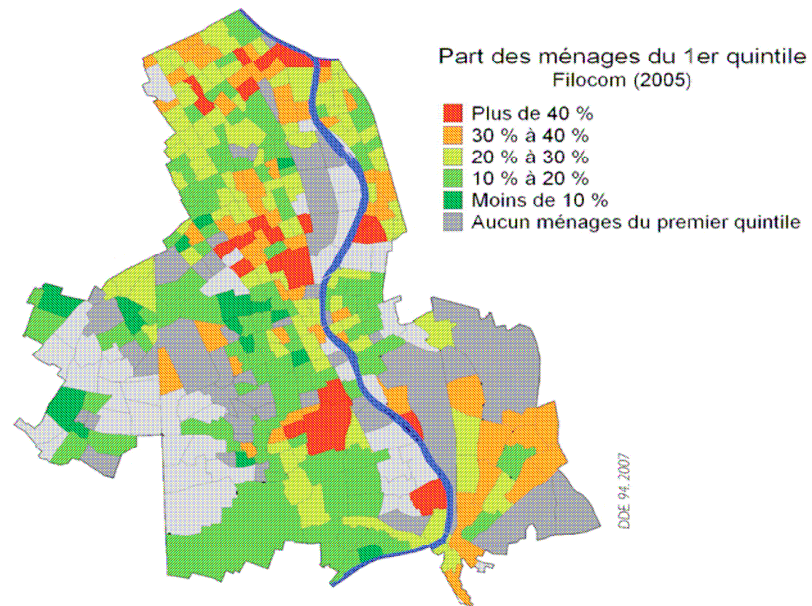 Part des ménages du 1er quintile
Filocom (2005)
Plus de 40 %
30 % à 40 %
20 % à 30 %
10 % à 20 %
Moins de 10 %
Aucun ménages du premier quintile
DDE 94, 2007